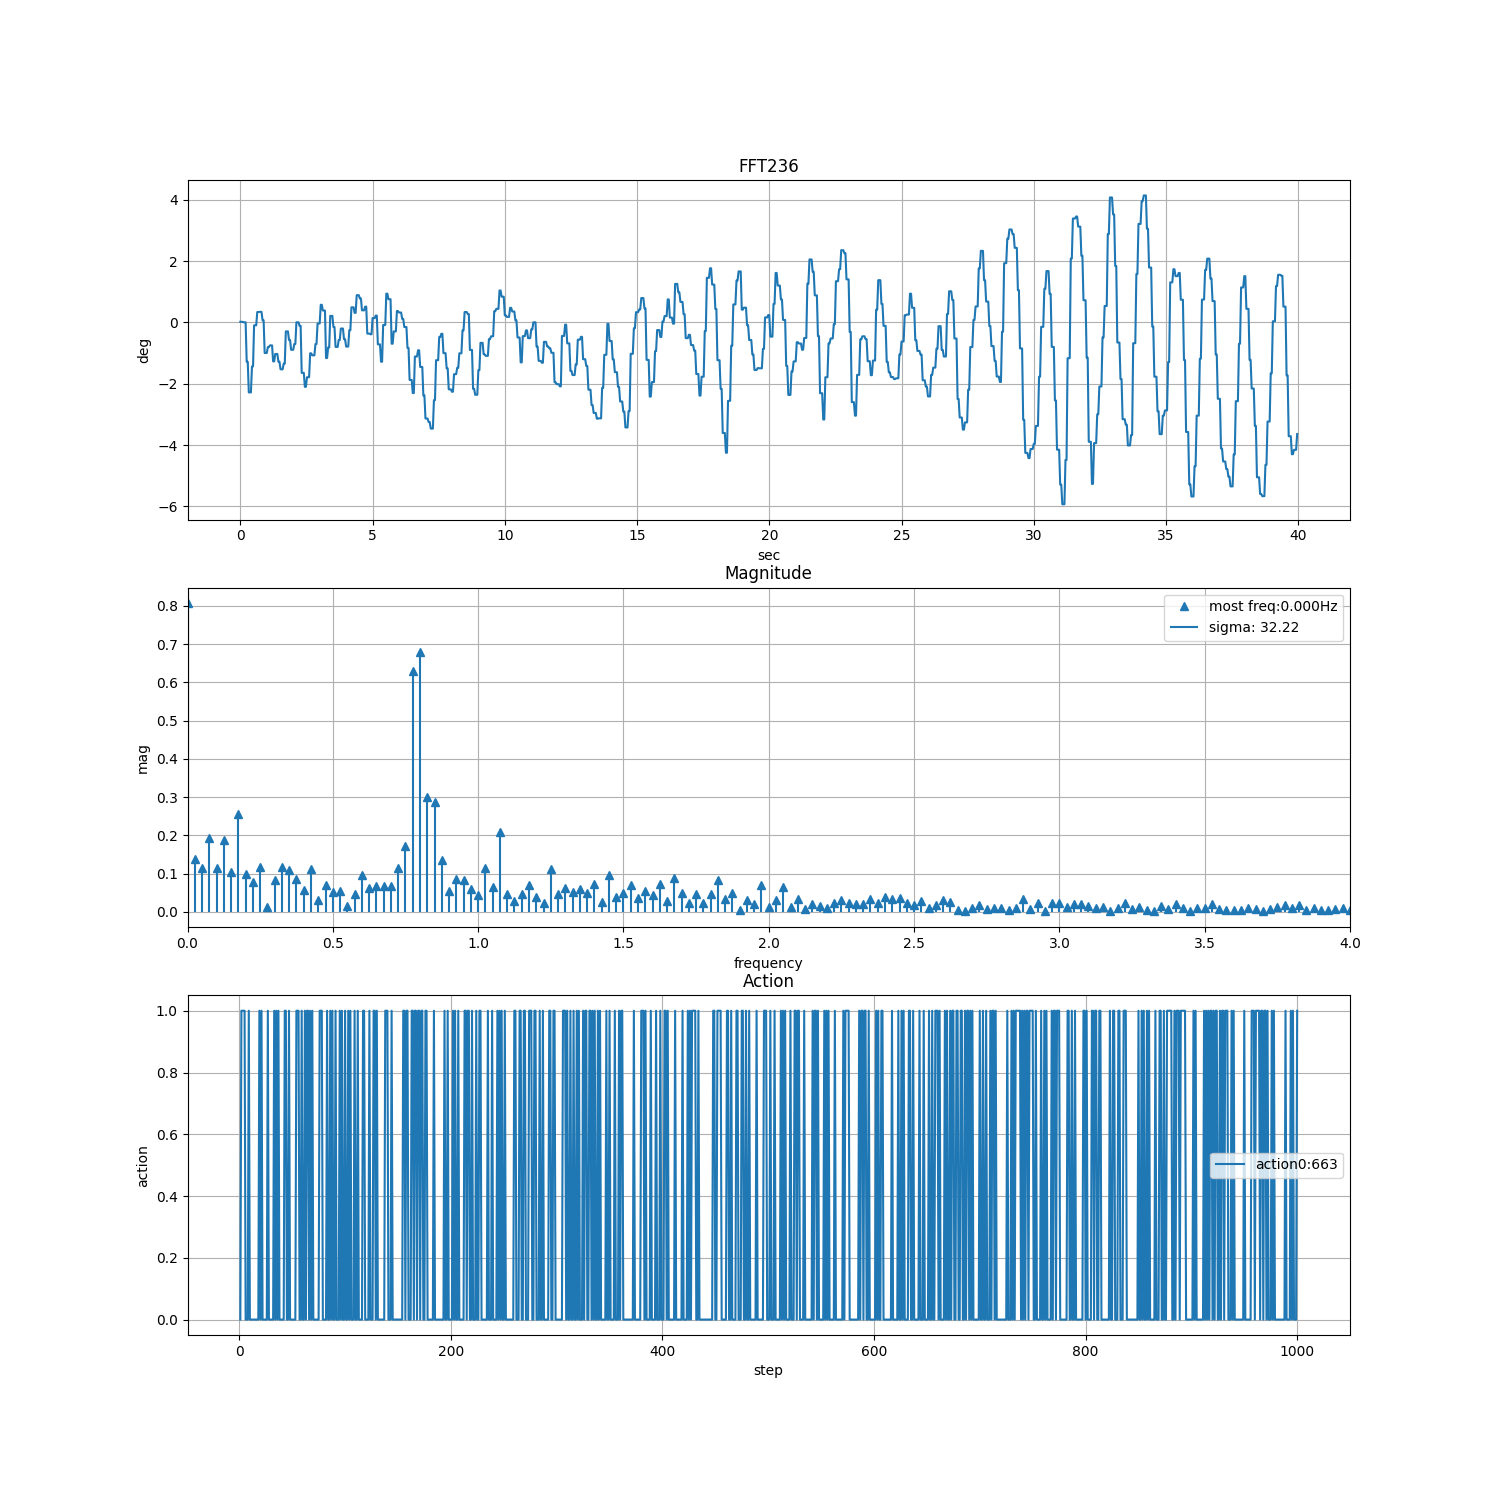 FFT236
4
2
0
−2
−4
−6
deg
0 5 10 15 20 25 30 35 40
sec
Magnitude
0.8
0.7
0.6
0.5
0.4
0.3
0.2
0.1
0.0
mag
most freq:0.000Hz
sigma: 32.22
0.0 0.5 1.0 1.5 2.0 2.5 3.0 3.5 4.0
frequency
Action
1.0
0.8
0.6
0.4
0.2
0.0
action
action0:663
0 200 400 600 800 1000
step